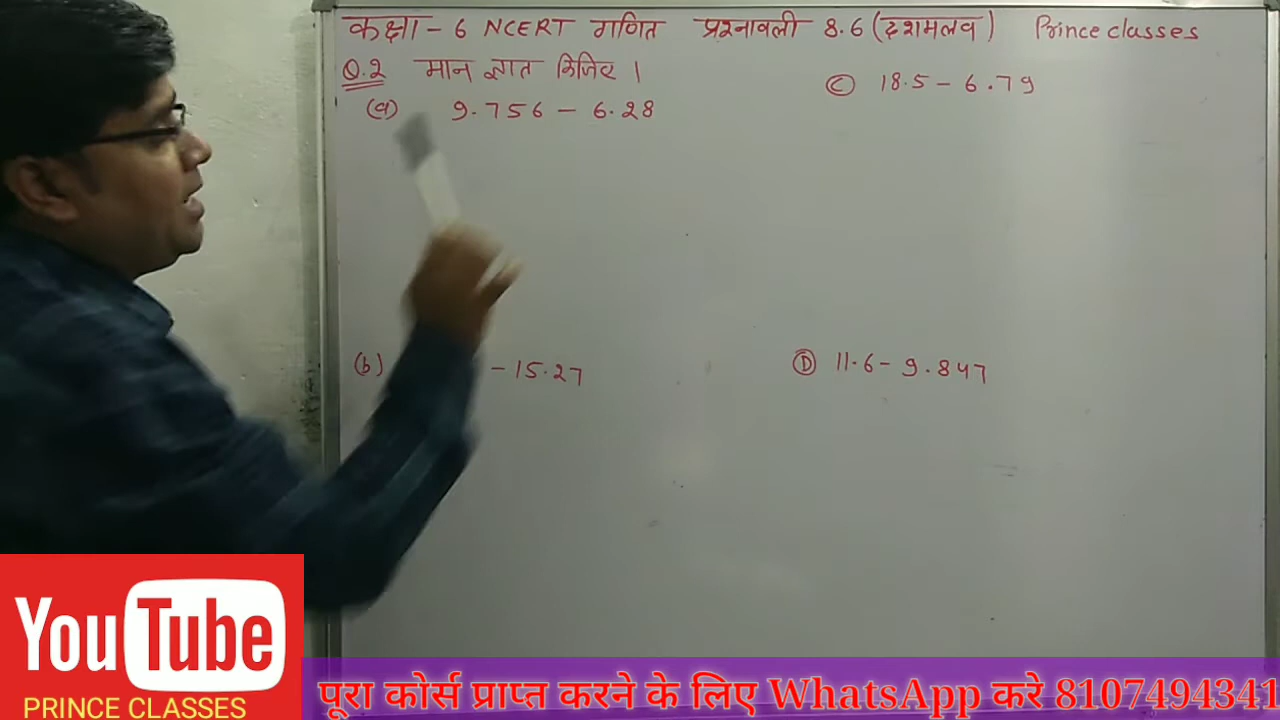 कक्षा - 6 NCERT गणित प्रश्नावली 8.6 (दशमलव) Prince classes
Q.2 मान ज्ञात किजिए ।
(a) 9.756 - 6.28
(b) - 15.27
(C) 18.5 - 6.79
(D) 11.6 - 9.847
YouTube
PRINCE CLASSES
पूरा कोर्स प्राप्त करने के लिए WhatsApp करे 8107494341